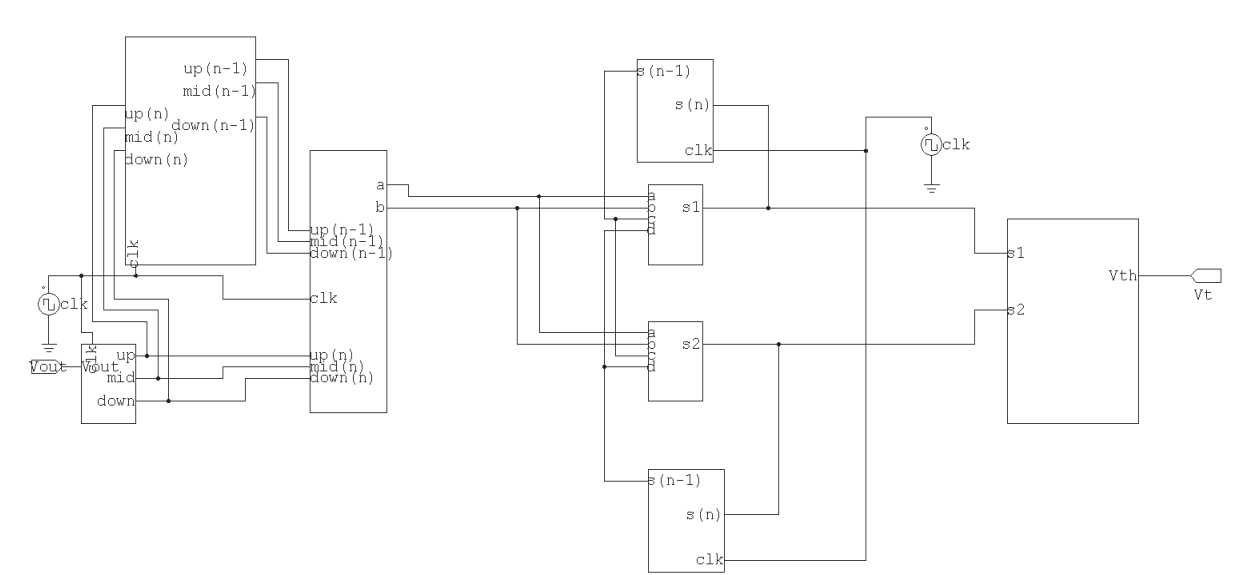 up(n-1)
mid(n-1)
down(n-1)
up(n)
mid(n)
down(n)
clk
clk
Vout
Vout
clk
up
mid
down
a
b
up(n-1)
mid(n-1)
down(n-1)
clk
up(n)
mid(n)
down(n)
s(n-1)
s(n)
clk
clk
a
b
c
d
s1
a
b
c
d
s2
s(n-1)
s(n)
clk
s1
s2
Vth
Vt